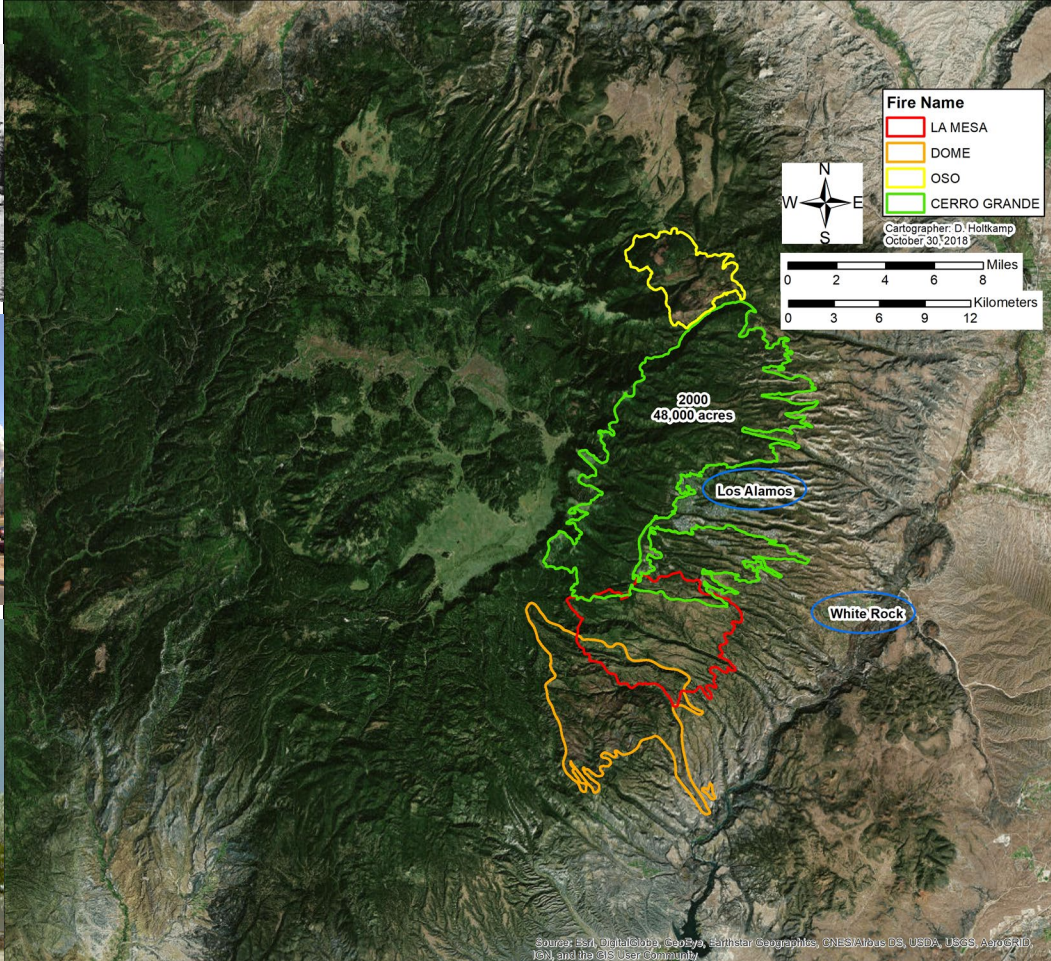 Fire Name
LA MESA
DOME
OSO
CERRO GRANDE
N
W E
S
Cartographer: D. Holtkamp
October 30, 2018
Miles
0 2 4 6 8
Kilometers
0 3 6 9 12
2000
48,000 acres
Los Alamos
White Rock
Source: Esri, DigitalGlobe, GeoEye, Earthstar Geographics, CNES/Airbus DS, USDA, USGS, AeroGRID,
IGN, and the GIS User Community